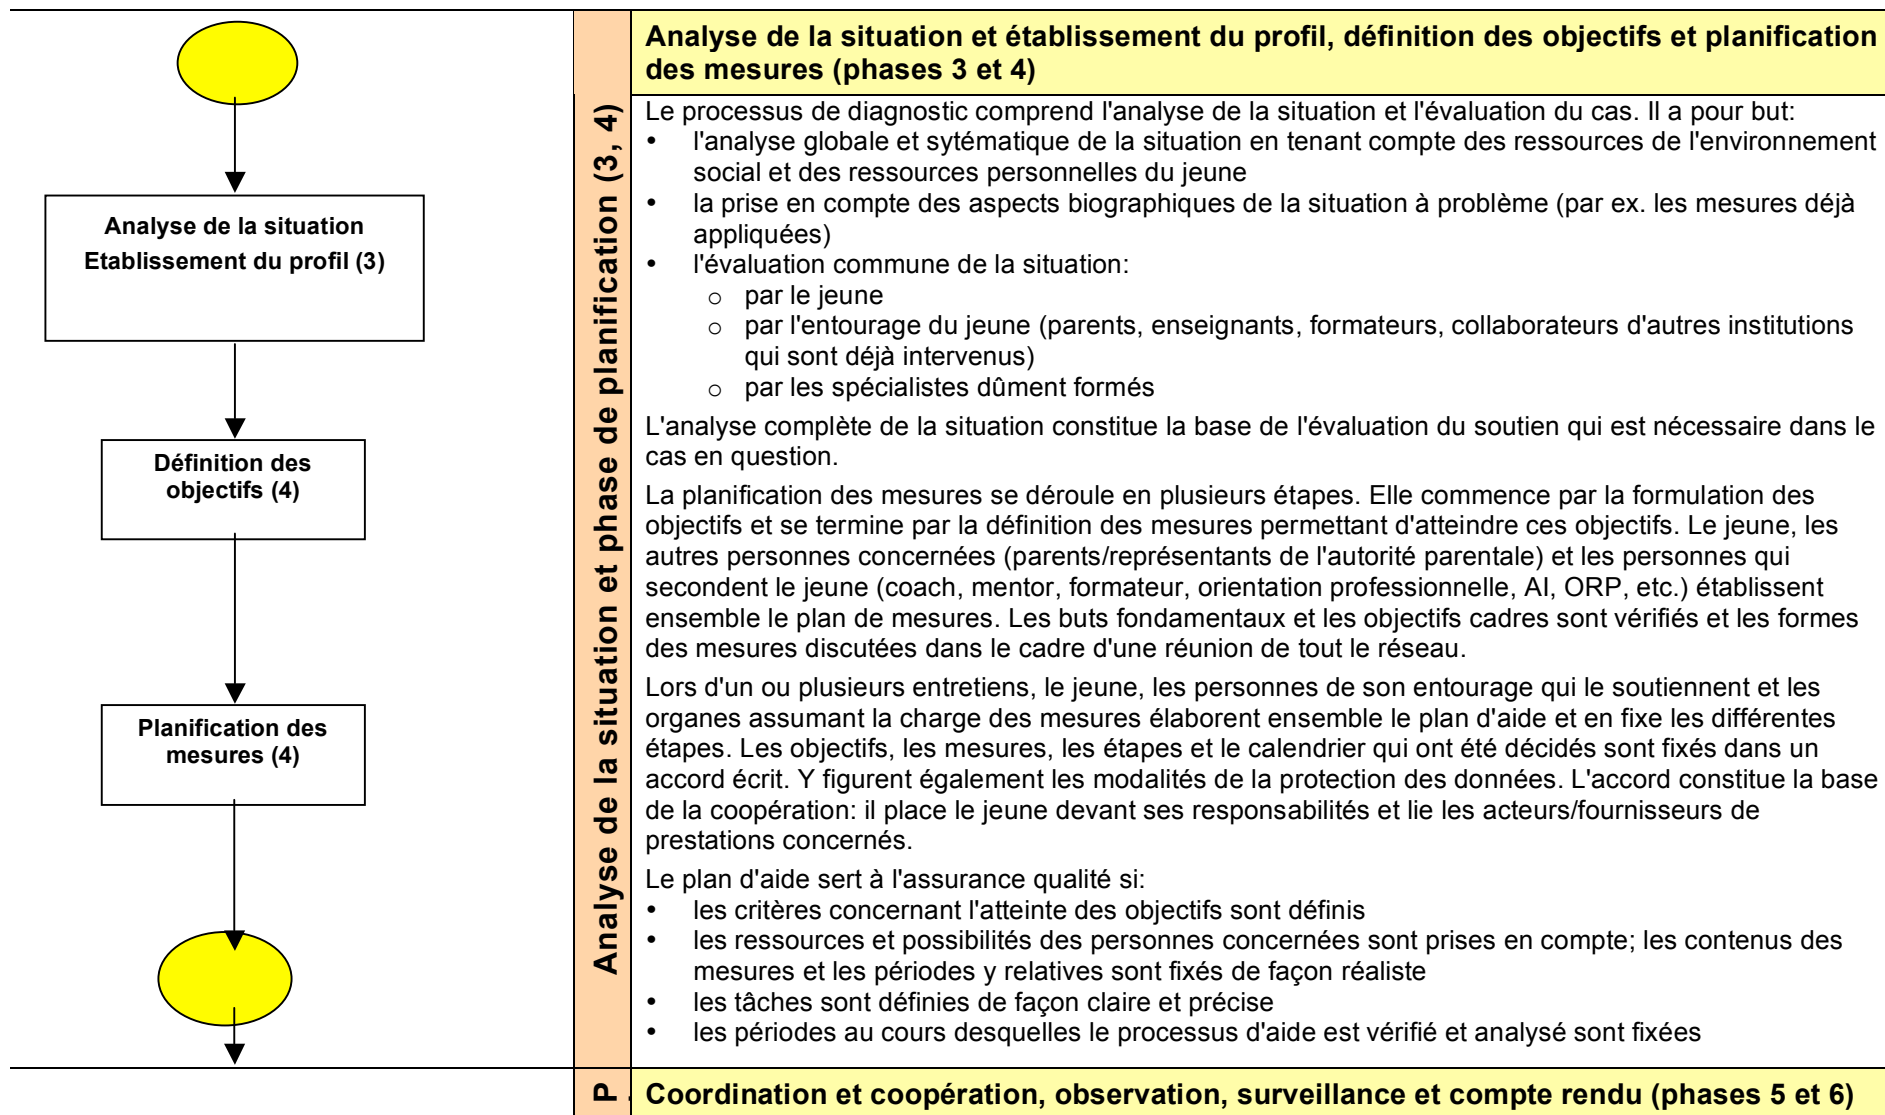 Analyse de la situation
Etablissement du profil (3)
Définition des
objectifs (4)
Planification des
mesures (4)
Analyse de la situation et phase de planification (3, 4)
Analyse de la situation et établissement du profil, définition des objectifs et planification
des mesures (phases 3 et 4)
Le processus de diagnostic comprend l'analyse de la situation et l'évaluation du cas. Il a pour but:
• l'analyse globale et sytématique de la situation en tenant compte des ressources de l'environnement
social et des ressources personnelles du jeune
• la prise en compte des aspects biographiques de la situation à problème (par ex. les mesures déjà
appliquées)
• l'évaluation commune de la situation:
o par le jeune
o par l'entourage du jeune (parents, enseignants, formateurs, collaborateurs d'autres institutions
qui sont déjà intervenus)
o par les spécialistes dûment formés
L'analyse complète de la situation constitue la base de l'évaluation du soutien qui est nécessaire dans le
cas en question.
La planification des mesures se déroule en plusieurs étapes. Elle commence par la formulation des
objectifs et se termine par la définition des mesures permettant d'atteindre ces objectifs. Le jeune, les
autres personnes concernées (parents/représentants de l'autorité parentale) et les personnes qui
secondent le jeune (coach, mentor, formateur, orientation professionnelle, AI, ORP, etc.) établissent
ensemble le plan de mesures. Les buts fondamentaux et les objectifs cadres sont vérifiés et les formes
des mesures discutées dans le cadre d'une réunion de tout le réseau.
Lors d'un ou plusieurs entretiens, le jeune, les personnes de son entourage qui le soutiennent et les
organes assumant la charge des mesures élaborent ensemble le plan d'aide et en fixe les différentes
étapes. Les objectifs, les mesures, les étapes et le calendrier qui ont été décidés sont fixés dans un
accord écrit. Y figurent également les modalités de la protection des données. L'accord constitue la base
de la coopération: il place le jeune devant ses responsabilités et lie les acteurs/fournisseurs de
prestations concernés.
Le plan d'aide sert à l'assurance qualité si:
• les critères concernant l'atteinte des objectifs sont définis
• les ressources et possibilités des personnes concernées sont prises en compte; les contenus des
mesures et les périodes y relatives sont fixés de façon réaliste
• les tâches sont définies de façon claire et précise
• les périodes au cours desquelles le processus d'aide est vérifié et analysé sont fixées
P
Coordination et coopération, observation, surveillance et compte rendu (phases 5 et 6)